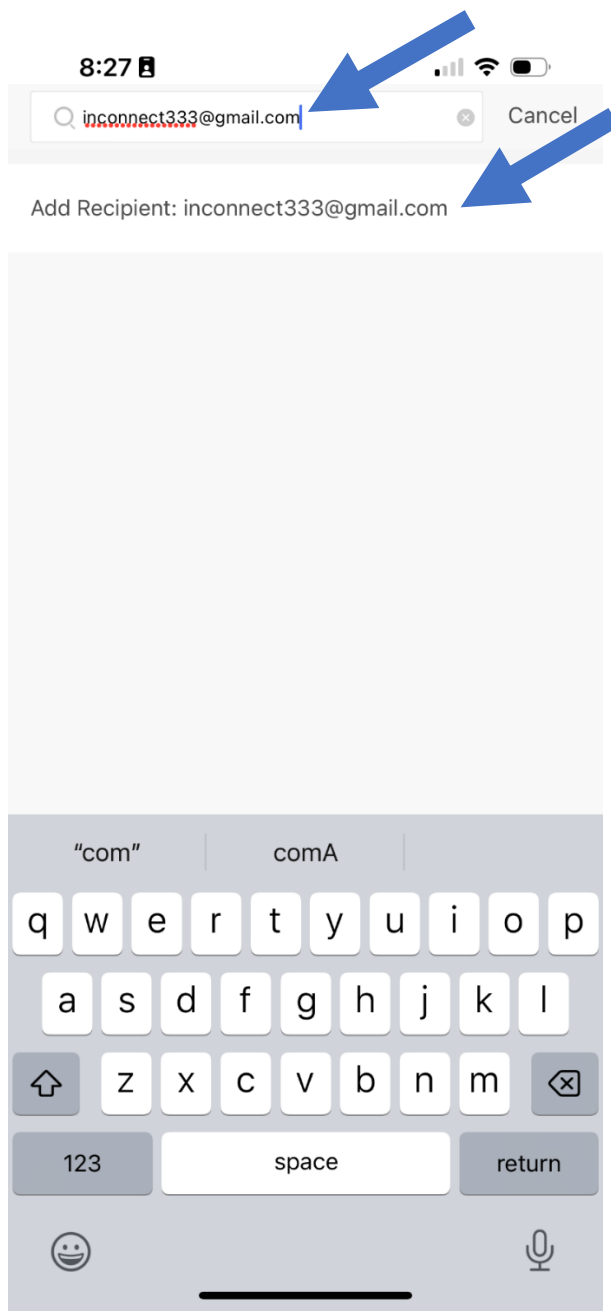 8:27
inconnect333@gmail.com
Cancel
Add Recipient: inconnect333@gmail.com
“com”
comA
q w e r t y u i o p
a s d f g h j k l
z x c v b n m
123 space return